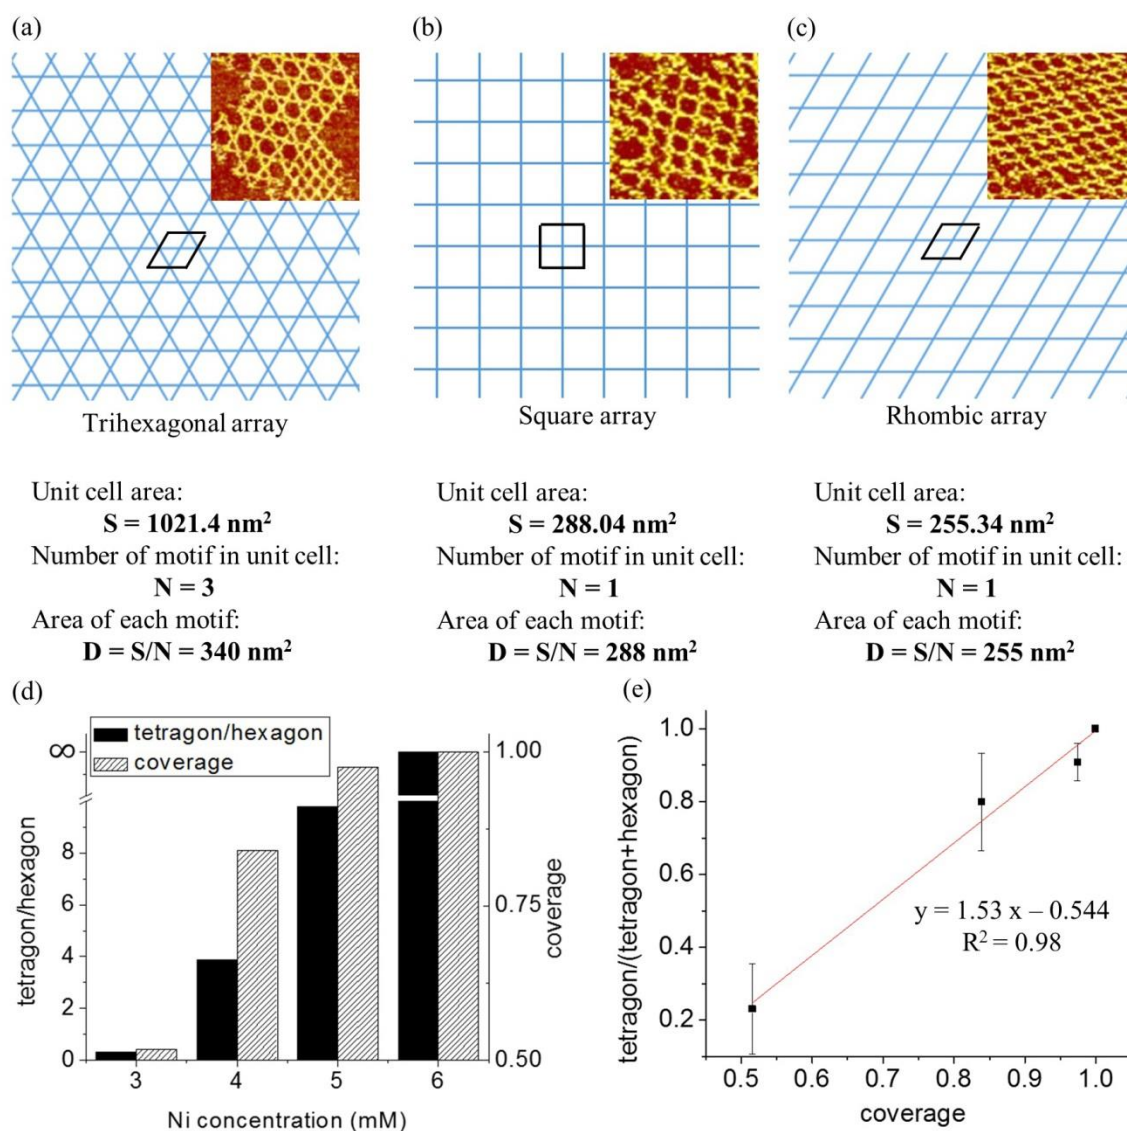 (a)
(b)
(c)
Trihexagonal array
Square array
Rhombic array
Unit cell area:
S = 1021.4 nm²
Number of motif in unit cell:
N = 3
Area of each motif:
D = S/N = 340 nm²
Unit cell area:
S = 288.04 nm²
Number of motif in unit cell:
N = 1
Area of each motif:
D = S/N = 288 nm²
Unit cell area:
S = 255.34 nm²
Number of motif in unit cell:
N = 1
Area of each motif:
D = S/N = 255 nm²
(d)
tetragon/hexagon
coverage
∞
8
6
4
2
0
tetragon/hexagon
1.00
0.75
0.50
coverage
3 4 5 6
Ni concentration (mM)
(e)
1.0
0.8
0.6
0.4
0.2
tetragon/(tetragon+hexagon)
y = 1.53 x – 0.544
R² = 0.98
0.5 0.6 0.7 0.8 0.9 1.0
coverage